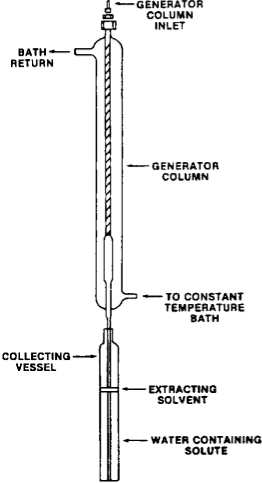 GENERATOR
COLUMN
INLET
BATH
RETURN
GENERATOR
COLUMN
TO CONSTANT
TEMPERATURE
BATH
COLLECTING
VESSEL
EXTRACTING
SOLVENT
WATER CONTAINING
SOLUTE